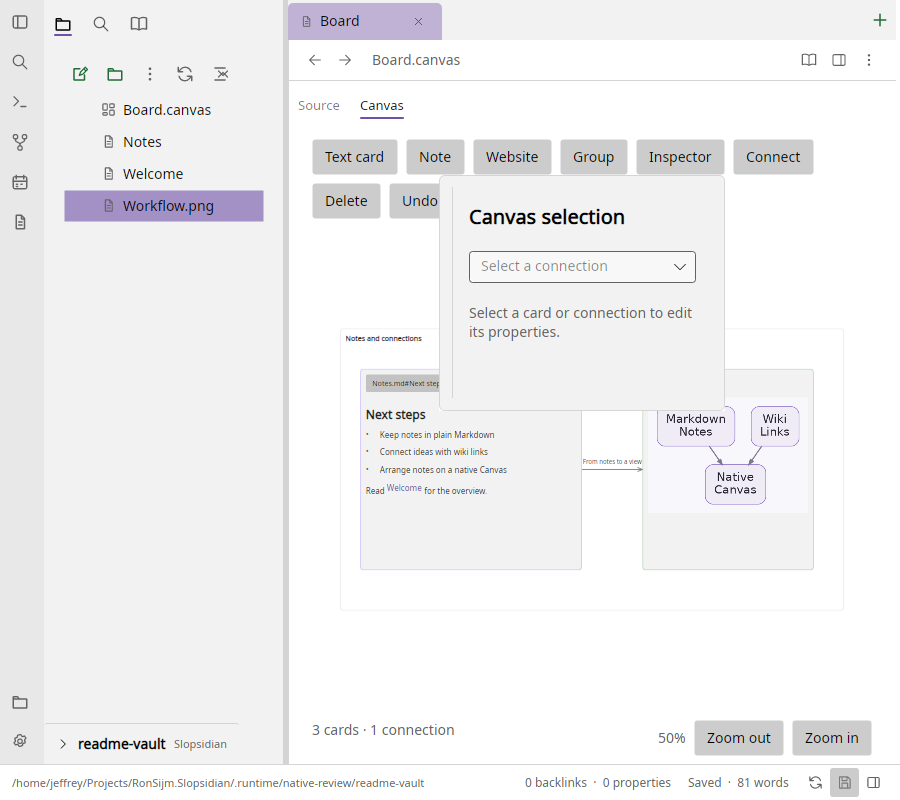 Board
Board.canvas
Source
Canvas
Board.canvas
Notes
Welcome
Workflow.png
Text card
Note
Website
Group
Inspector
Connect
Delete
Undo
Canvas selection
Select a connection
Select a card or connection to edit
its properties.
Notes and connections
Notes.md#Next step
Next steps
• Keep notes in plain Markdown
• Connect ideas with wiki links
• Arrange notes on a native Canvas
Read Welcome for the overview.
From notes to a view
Markdown
Notes
Wiki
Links
Native
Canvas
3 cards · 1 connection
50%
Zoom out
Zoom in
readme-vault
Slopsidian
/home/jeffrey/Projects/RonSijm.Slopsidian/.runtime/native-review/readme-vault
0 backlinks · 0 properties
Saved · 81 words